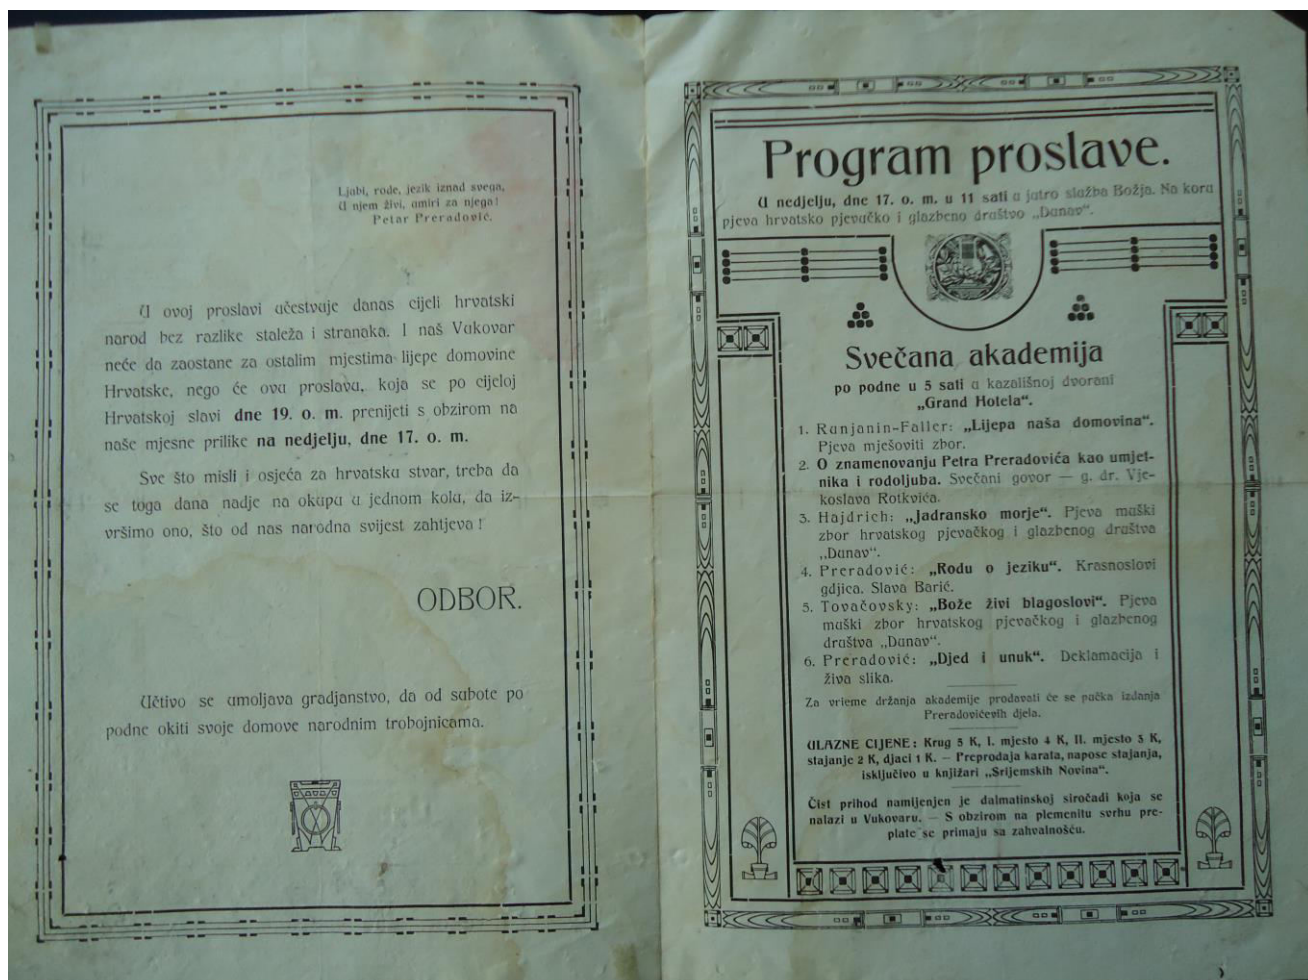 Ljubi, rode, jezik iznad svega,
U njem živi, umiri za njega!
Petar Preradović.
U ovoj proslavi učestvuje danas cijeli hrvatski
narod bez razlike staleža i stranaka. I naš Vukovar
neće da zaostane za ostalim mjestima lijepe domovine
Hrvatske, nego će ovu proslavu, koja se po cijeloj
Hrvatskoj slavi dne 19. o. m. prenijeti s obzirom na
naše mjesne prilike na nedjelju, dne 17. o. m.
Sve što misli i osjeća za hrvatsku stvar, treba da
se toga dana nadje na okupu u jednom kolu, da iz-
vršimo ono, što od nas narodna svijest zahtjeva!
ODBOR.
Učtivo se umoljava gradjanstvo, da od subote po
podne okiti svoje domove narodnim trobojnicama.
Program proslave.
U nedjelju, dne 17. o. m. u 11 sati u jutro služba Božja. Na koru
pjeva hrvatsko pjevačko i glazbeno društvo „Dunav“.
Svečana akademija
po podne u 5 sati u kazališnoj dvorani
„Grand Hotela“.
1. Runjanin-Faller: „Lijepa naša domovina“.
Pjeva mješoviti zbor.
2. O znamenovanju Petra Preradovića kao umjet-
nika i rodoljuba. Svečani govor — g. dr. Vje-
koslava Rotkvića.
3. Hajdrich: „Jadransko morje“. Pjeva muški
zbor hrvatskog pjevačkog i glazbenog društva
„Dunav“.
4. Preradović: „Rodu o jeziku“. Krasnoslovi
gdjica. Slava Barić.
5. Tovačovsky: „Bože živi blagoslovi“. Pjeva
muški zbor hrvatskog pjevačkog i glazbenog
društva „Dunav“.
6. Preradović: „Djed i unuk“. Deklamacija i
živa slika.
Za vrieme držanja akademije prodavati će se pučka izdanja
Preradovićevih djela.
ULAZNE CIJENE: Krug 5 K, I. mjesto 4 K, II. mjesto 3 K,
stajanje 2 K, djaci 1 K. — Preprodaja karata, napose stajanja,
isključivo u knjižari „Srijemskih Novina“.
Čist prihod namijenjen je dalmatinskoj siročadi koja se
nalazi u Vukovaru. — S obzirom na plemenitu svrhu pre-
plate se primaju sa zahvalnošću.